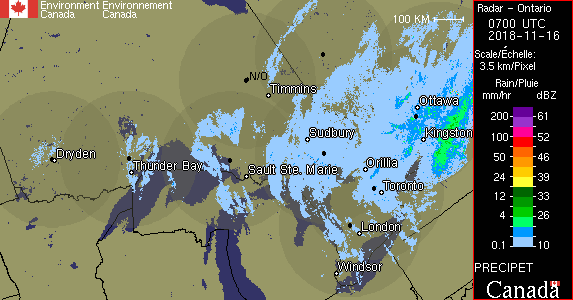 Environment Environnement
Canada Canada
100 KM
N/O
Timmins
Ottawa
Sudbury
Kingston
Dryden
Thunder Bay
Sault Ste. Marie
Orillia
Toronto
London
Windsor
Radar - Ontario
0700 UTC
2018-11-16
Scale/Échelle:
3.5 km/Pixel
Rain/Pluie
mm/hr dBZ
200 61
100 52
50 46
24 39
12 33
4 26
0.1 10
PRECIPET
Canada